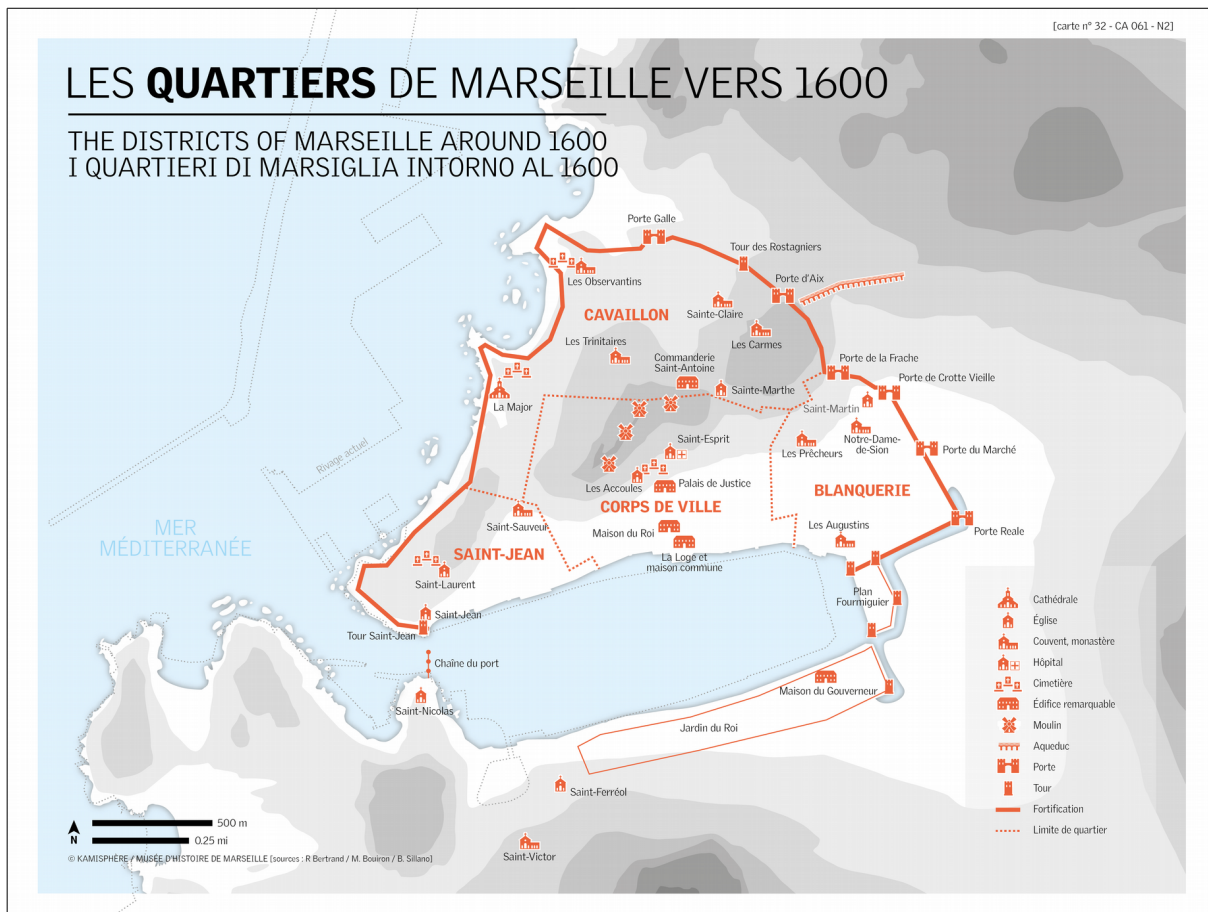 [carte n° 32 - CA 061 - N2]
LES QUARTIERS DE MARSEILLE VERS 1600
THE DISTRICTS OF MARSEILLE AROUND 1600
I QUARTIERI DI MARSIGLIA INTORNO AL 1600
Porte Galle
Tour des Rostagniers
Les Observantins
Porte d'Aix
CAVAILLON
Sainte-Claire
Les Trinitaires
Les Carmes
Commanderie
Saint-Antoine
Porte de la Frache
Porte de Crotte Vieille
Sainte-Marthe
La Major
Saint-Martin
Saint-Esprit
Les Prêcheurs
Notre-Dame-
de-Sion
Porte du Marché
Rivage actuel
Les Accoules
Palais de Justice
BLANQUERIE
CORPS DE VILLE
Saint-Sauveur
Maison du Roi
Les Augustins
Porte Reale
MER
MÉDITERRANÉE
SAINT-JEAN
La Loge et
maison commune
Saint-Laurent
Plan
Fourmiguier
Saint-Jean
Tour Saint-Jean
Chaîne du port
Maison du Gouverneur
Saint-Nicolas
Jardin du Roi
Saint-Ferréol
Saint-Victor
Cathédrale
Église
Couvent, monastère
Hôpital
Cimetière
Édifice remarquable
Moulin
Aqueduc
Porte
Tour
Fortification
Limite de quartier
N
500 m
0.25 mi
© KAMISPHÈRE / MUSÉE D'HISTOIRE DE MARSEILLE [sources : R Bertrand / M. Bouiron / B. Sillano]